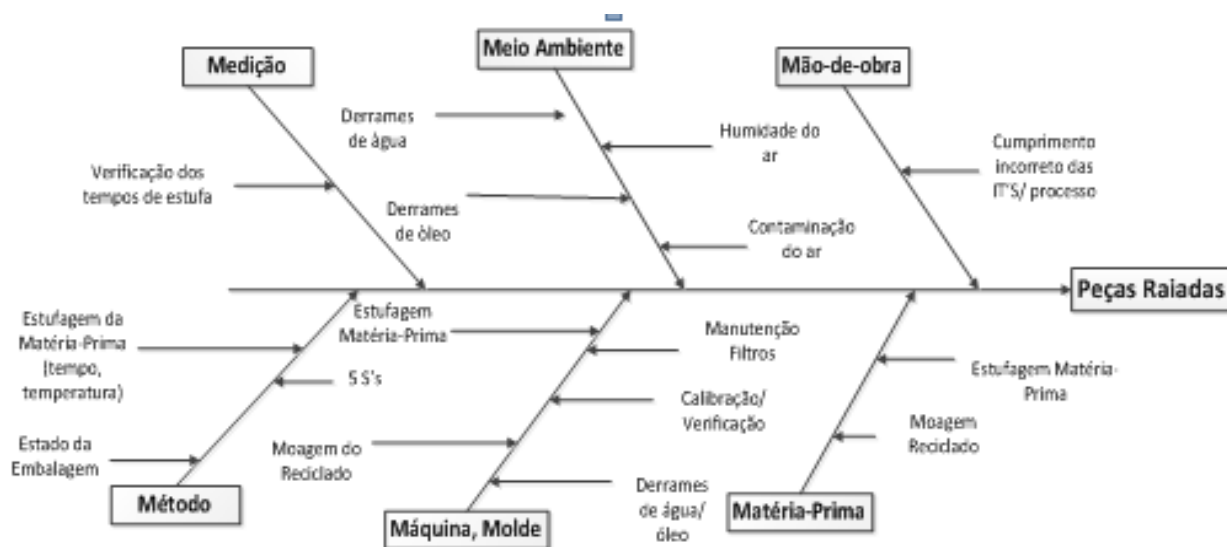 Medição
Meio Ambiente
Mão-de-obra
Derrames
de àgua
Humidade do
ar
Cumprimento
incorreto das
IT'S/ processo
Verificação dos
tempos de estufa
Derrames
de òleo
Contaminação
do ar
Peças Raiadas
Estufagem da
Matéria-Prima
(tempo,
temperatura)
Estufagem
Matéria-Prima
Manutenção
Filtros
Estufagem Matéria-
Prima
5 S's
Calibração/
Verificação
Estado da
Embalagem
Moagem do
Reciclado
Moagem
Reciclado
Derrames
de água/
óleo
Método
Máquina, Molde
Matéria-Prima